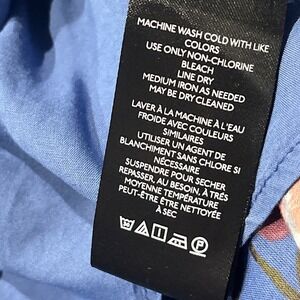 MACHINE WASH COLD WITH LIKE
COLORS
USE ONLY NON-CHLORINE
BLEACH
LINE DRY
MEDIUM IRON AS NEEDED
MAY BE DRY CLEANED
LAVER À LA MACHINE À L'EAU
FROIDE AVEC COULEURS
SIMILAIRES
UTILISER UN AGENT DE
BLANCHIMENT SANS CHLORE SI
NÉCESSAIRE
SUSPENDRE POUR SÉCHER
REPASSER, AU BESOIN, À TRÈS
MOYENNE TEMPÉRATURE
PEUT-ÊTRE ÊTRE NETTOYÉE
À SEC